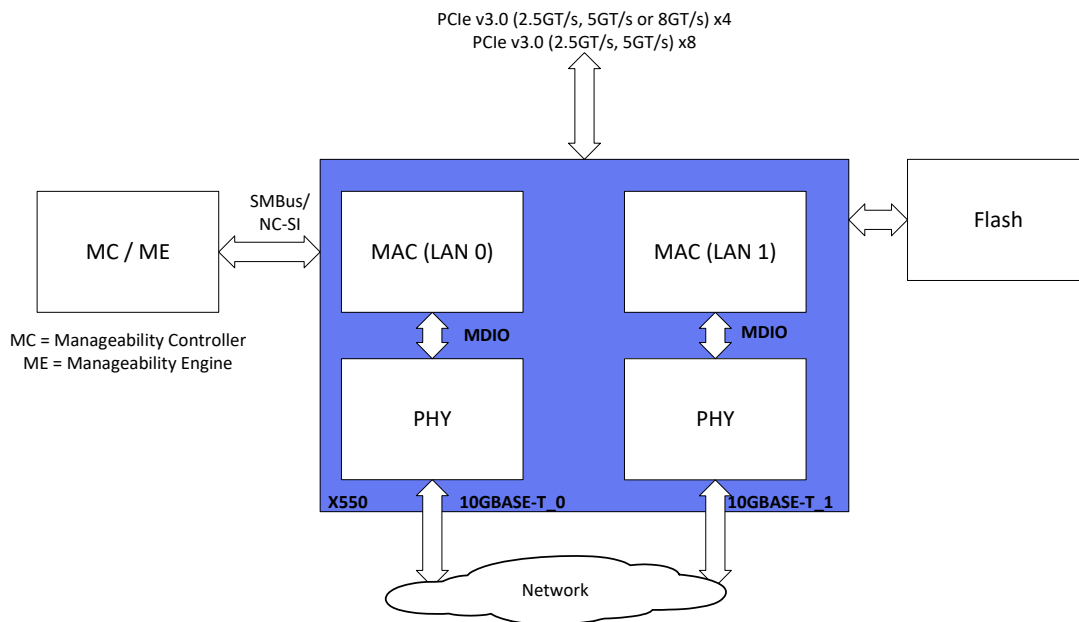 PCIe v3.0 (2.5GT/s, 5GT/s or 8GT/s) x4
PCIe v3.0 (2.5GT/s, 5GT/s) x8
SMBus/
NC-SI
MC / ME
MAC (LAN 0)
MAC (LAN 1)
Flash
MC = Manageability Controller
ME = Manageability Engine
MDIO
MDIO
PHY
PHY
X550
10GBASE-T_0
10GBASE-T_1
Network